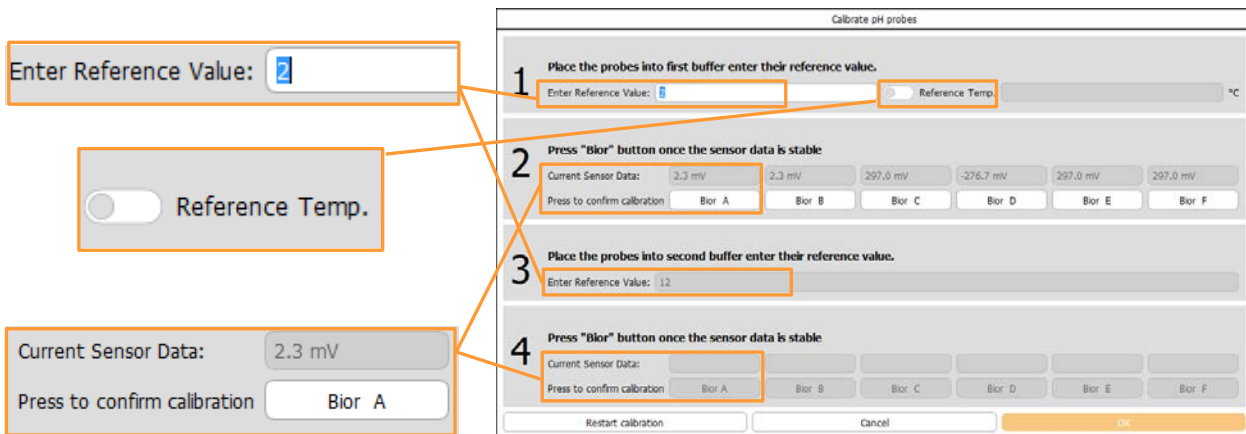 Enter Reference Value: 2
Reference Temp.
Current Sensor Data: 2.3 mV
Press to confirm calibration Bior A
Calibrate pH probes
1 Place the probes into first buffer enter their reference value.
Enter Reference Value: 2 Reference Temp. °C
2 Press "Bior" button once the sensor data is stable
Current Sensor Data: 2.3 mV 2.3 mV 297.0 mV -276.7 mV 297.0 mV 297.0 mV
Press to confirm calibration Bior A Bior B Bior C Bior D Bior E Bior F
3 Place the probes into second buffer enter their reference value.
Enter Reference Value: 12
4 Press "Bior" button once the sensor data is stable
Current Sensor Data:
Press to confirm calibration Bior A Bior B Bior C Bior D Bior E Bior F
Restart calibration Cancel OK